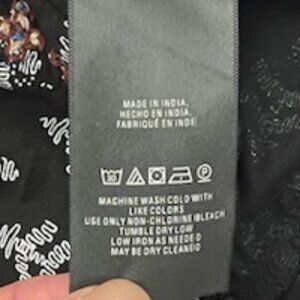 MADE IN INDIA,
HECHO EN INDIA,
FABRIQUÉ EN INDE
MACHINE WASH COLD WITH
LIKE COLORS
USE ONLY NON-CHLORINE BLEACH
TUMBLE DRY LOW
LOW IRON AS NEEDED
MAY BE DRY CLEANED